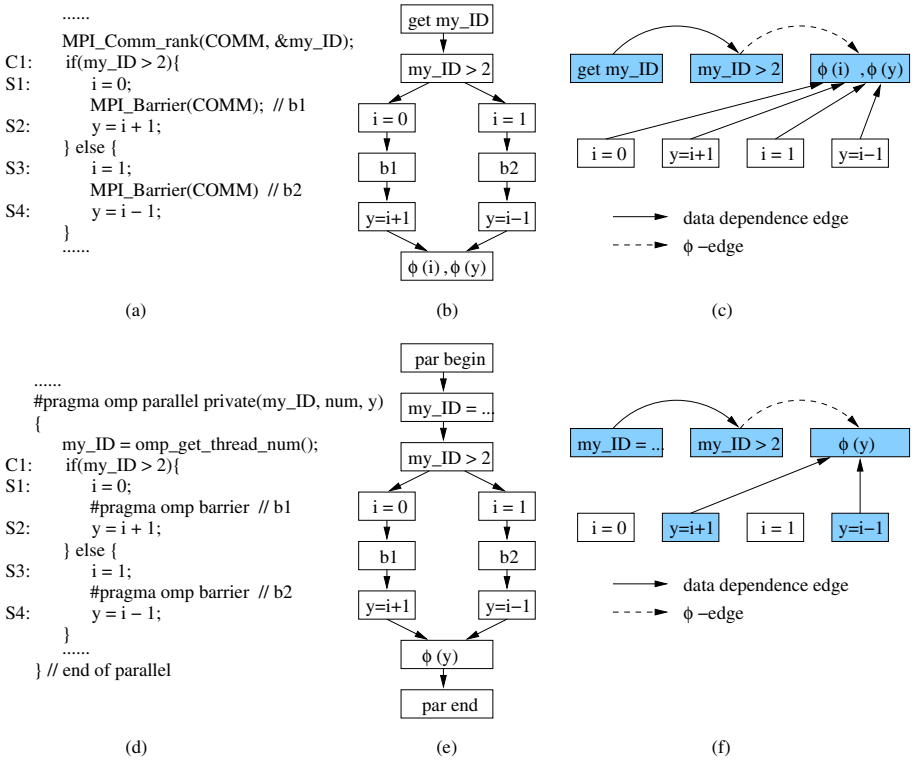 ......
MPI_Comm_rank(COMM, &my_ID);
C1: if(my_ID > 2){
S1: i = 0;
MPI_Barrier(COMM); // b1
S2: y = i + 1;
} else {
S3: i = 1;
MPI_Barrier(COMM) // b2
S4: y = i − 1;
}
......
(a)
get my_ID
my_ID > 2
i = 0
i = 1
b1
b2
y=i+1
y=i−1
ϕ (i) , ϕ (y)
(b)
get my_ID
my_ID > 2
ϕ (i) , ϕ (y)
i = 0
y=i+1
i = 1
y=i−1
data dependence edge
ϕ −edge
(c)
......
#pragma omp parallel private(my_ID, num, y)
{
my_ID = omp_get_thread_num();
C1: if(my_ID > 2){
S1: i = 0;
#pragma omp barrier // b1
S2: y = i + 1;
} else {
S3: i = 1;
#pragma omp barrier // b2
S4: y = i − 1;
}
......
} // end of parallel
(d)
par begin
my_ID = ...
my_ID > 2
i = 0
i = 1
b1
b2
y=i+1
y=i−1
ϕ (y)
par end
(e)
my_ID = ...
my_ID > 2
ϕ (y)
i = 0
y=i+1
i = 1
y=i−1
data dependence edge
ϕ −edge
(f)